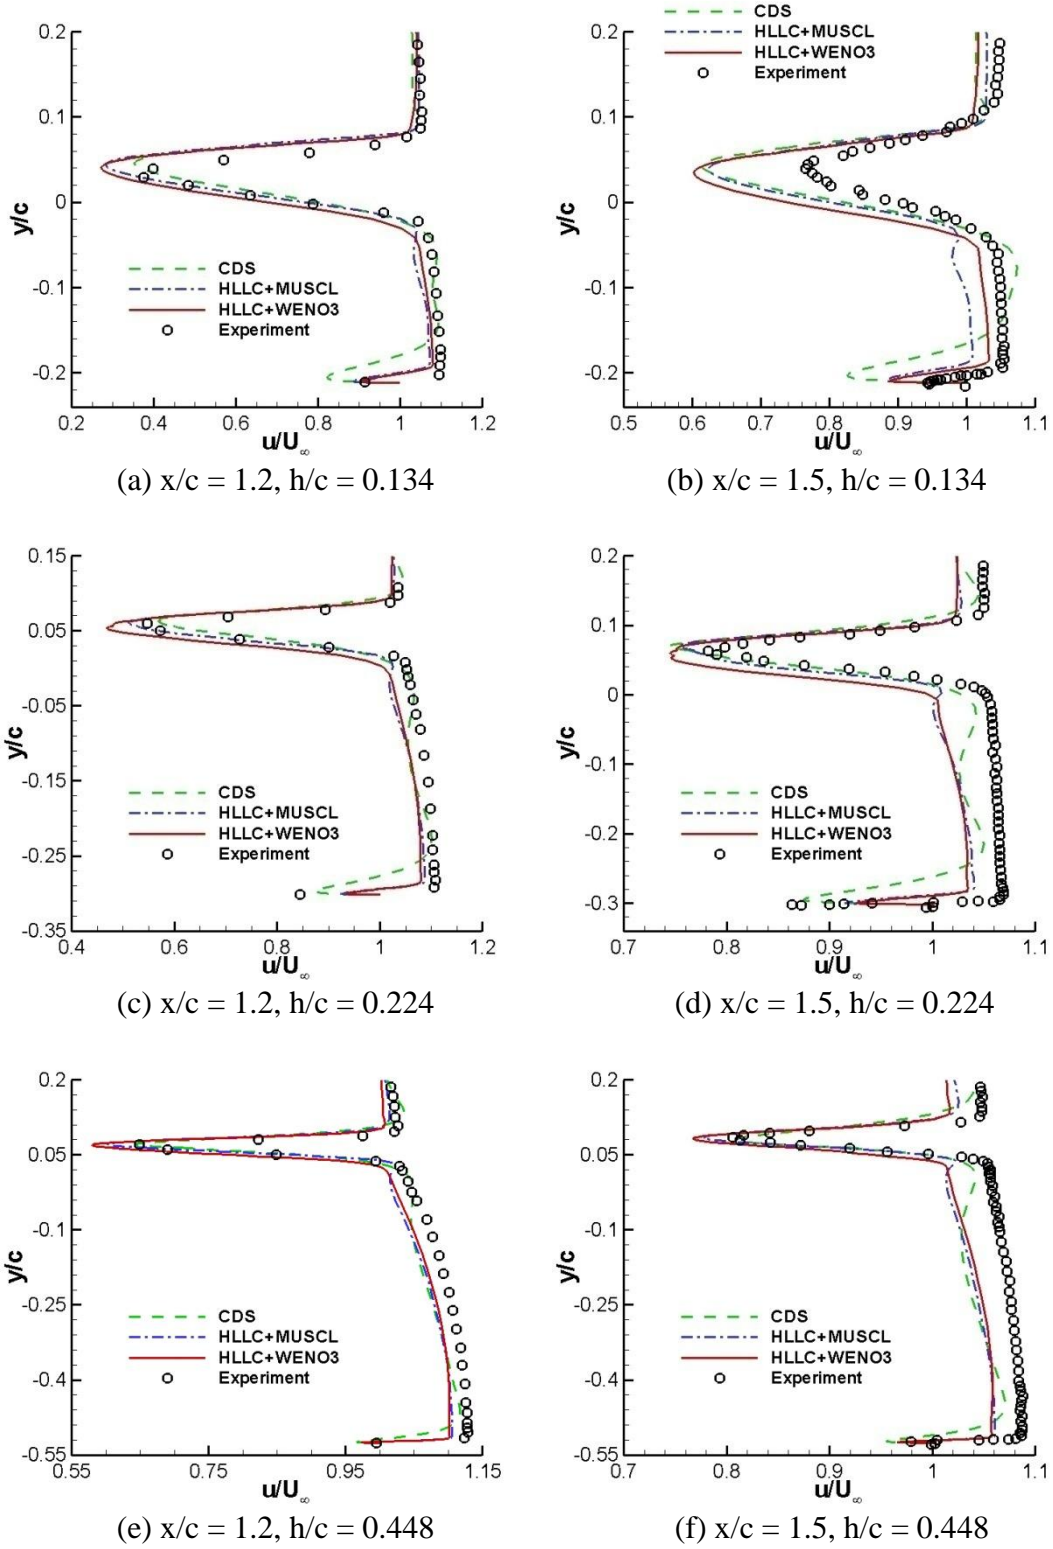 CDS
HLLC+MUSCL
HLLC+WENO3
Experiment
0.2
0.1
0
-0.1
-0.2
y/c
CDS
HLLC+MUSCL
HLLC+WENO3
Experiment
0.2 0.4 0.6 0.8 1 1.2
u/U∞
(a) x/c = 1.2, h/c = 0.134
0.2
0.1
0
-0.1
-0.2
y/c
0.5 0.6 0.7 0.8 0.9 1 1.1
u/U∞
(b) x/c = 1.5, h/c = 0.134
0.15
0.05
-0.05
-0.15
-0.25
-0.35
y/c
CDS
HLLC+MUSCL
HLLC+WENO3
Experiment
0.4 0.6 0.8 1 1.2
u/U∞
(c) x/c = 1.2, h/c = 0.224
0.2
0.1
0
-0.1
-0.2
-0.3
y/c
CDS
HLLC+MUSCL
HLLC+WENO3
Experiment
0.7 0.8 0.9 1 1.1
u/U∞
(d) x/c = 1.5, h/c = 0.224
0.2
0.05
-0.1
-0.25
-0.4
-0.55
y/c
CDS
HLLC+MUSCL
HLLC+WENO3
Experiment
0.55 0.75 0.95 1.15
u/U∞
(e) x/c = 1.2, h/c = 0.448
0.2
0.05
-0.1
-0.25
-0.4
-0.55
y/c
CDS
HLLC+MUSCL
HLLC+WENO3
Experiment
0.7 0.8 0.9 1 1.1
u/U∞
(f) x/c = 1.5, h/c = 0.448